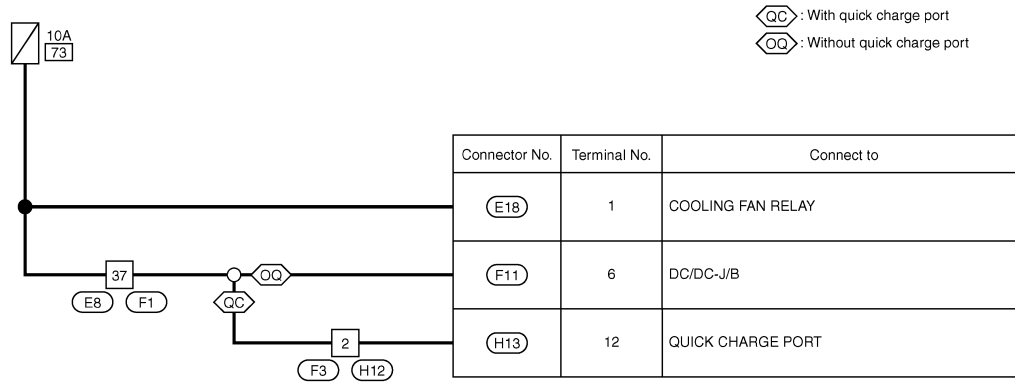 QC : With quick charge port
OQ : Without quick charge port
10A
73
Connector No. Terminal No. Connect to
E18 1 COOLING FAN RELAY
37 OQ F11 6 DC/DC-J/B
E8 F1 QC
2 H13 12 QUICK CHARGE PORT
F3 H12